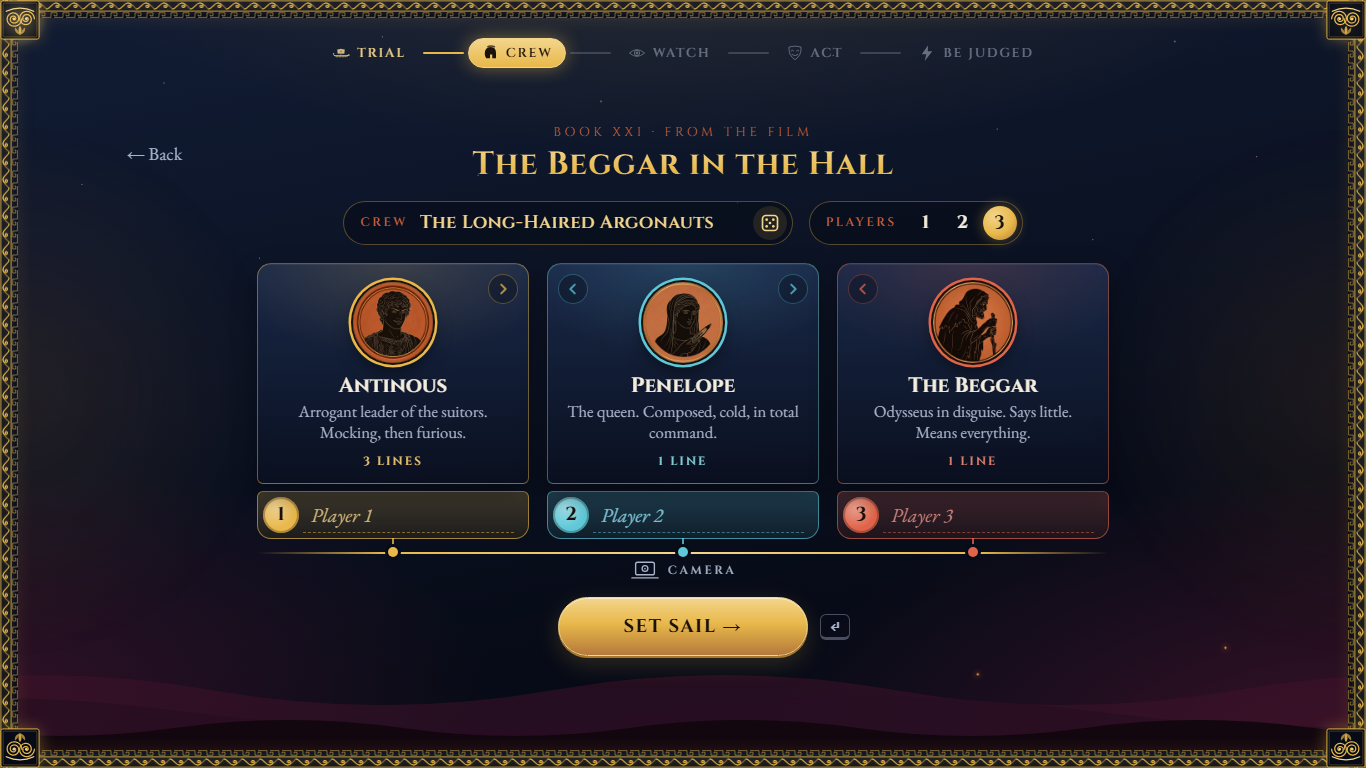 TRIAL CREW WATCH ACT BE JUDGED
BOOK XXI · FROM THE FILM
← Back
THE BEGGAR IN THE HALL
CREW THE LONG-HAIRED ARGONAUTS PLAYERS 1 2 3
ANTINOUS
Arrogant leader of the suitors.
Mocking, then furious.
3 LINES
1 Player 1
PENELOPE
The queen. Composed, cold, in total
command.
1 LINE
2 Player 2
THE BEGGAR
Odysseus in disguise. Says little.
Means everything.
1 LINE
3 Player 3
CAMERA
SET SAIL →